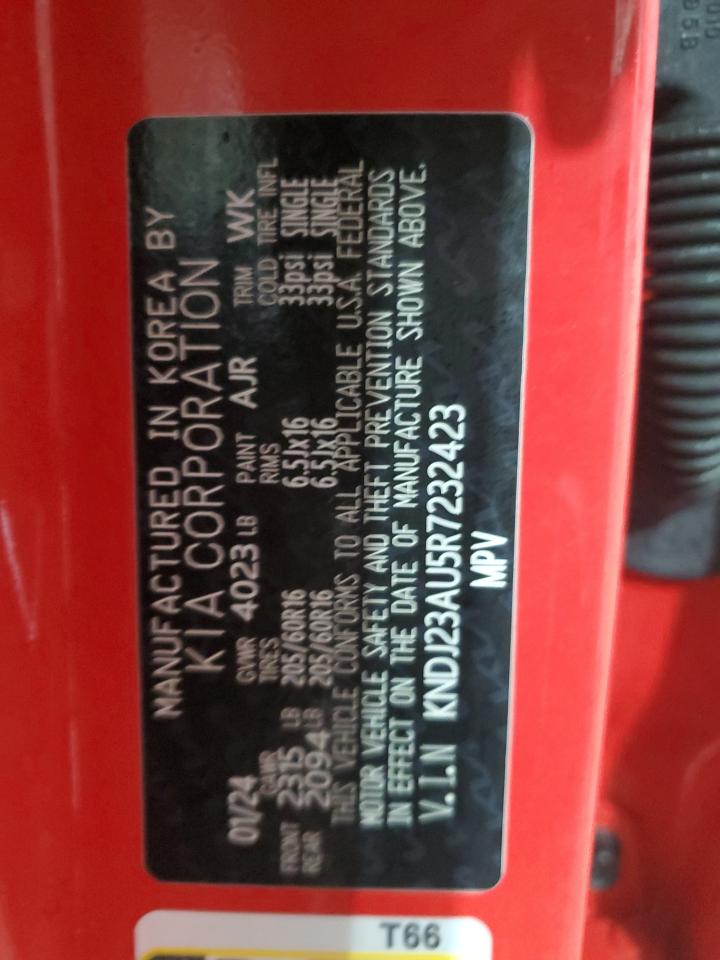 MANUFACTURED IN KOREA BY
KIA CORPORATION
01/24 GVWR 4023 LB PAINT AJR TRIM WK
GAWR TIRES RIMS COLD TIRE INFL
FRONT 2315 LB 205/60R16 6.5Jx16 33psi SINGLE
REAR 2094 LB 205/60R16 6.5Jx16 33psi SINGLE
THIS VEHICLE CONFORMS TO ALL APPLICABLE U.S.A. FEDERAL
MOTOR VEHICLE SAFETY AND THEFT PREVENTION STANDARDS
IN EFFECT ON THE DATE OF MANUFACTURE SHOWN ABOVE.
V.I.N KNDJ23AU5R7232423
MPV
T66